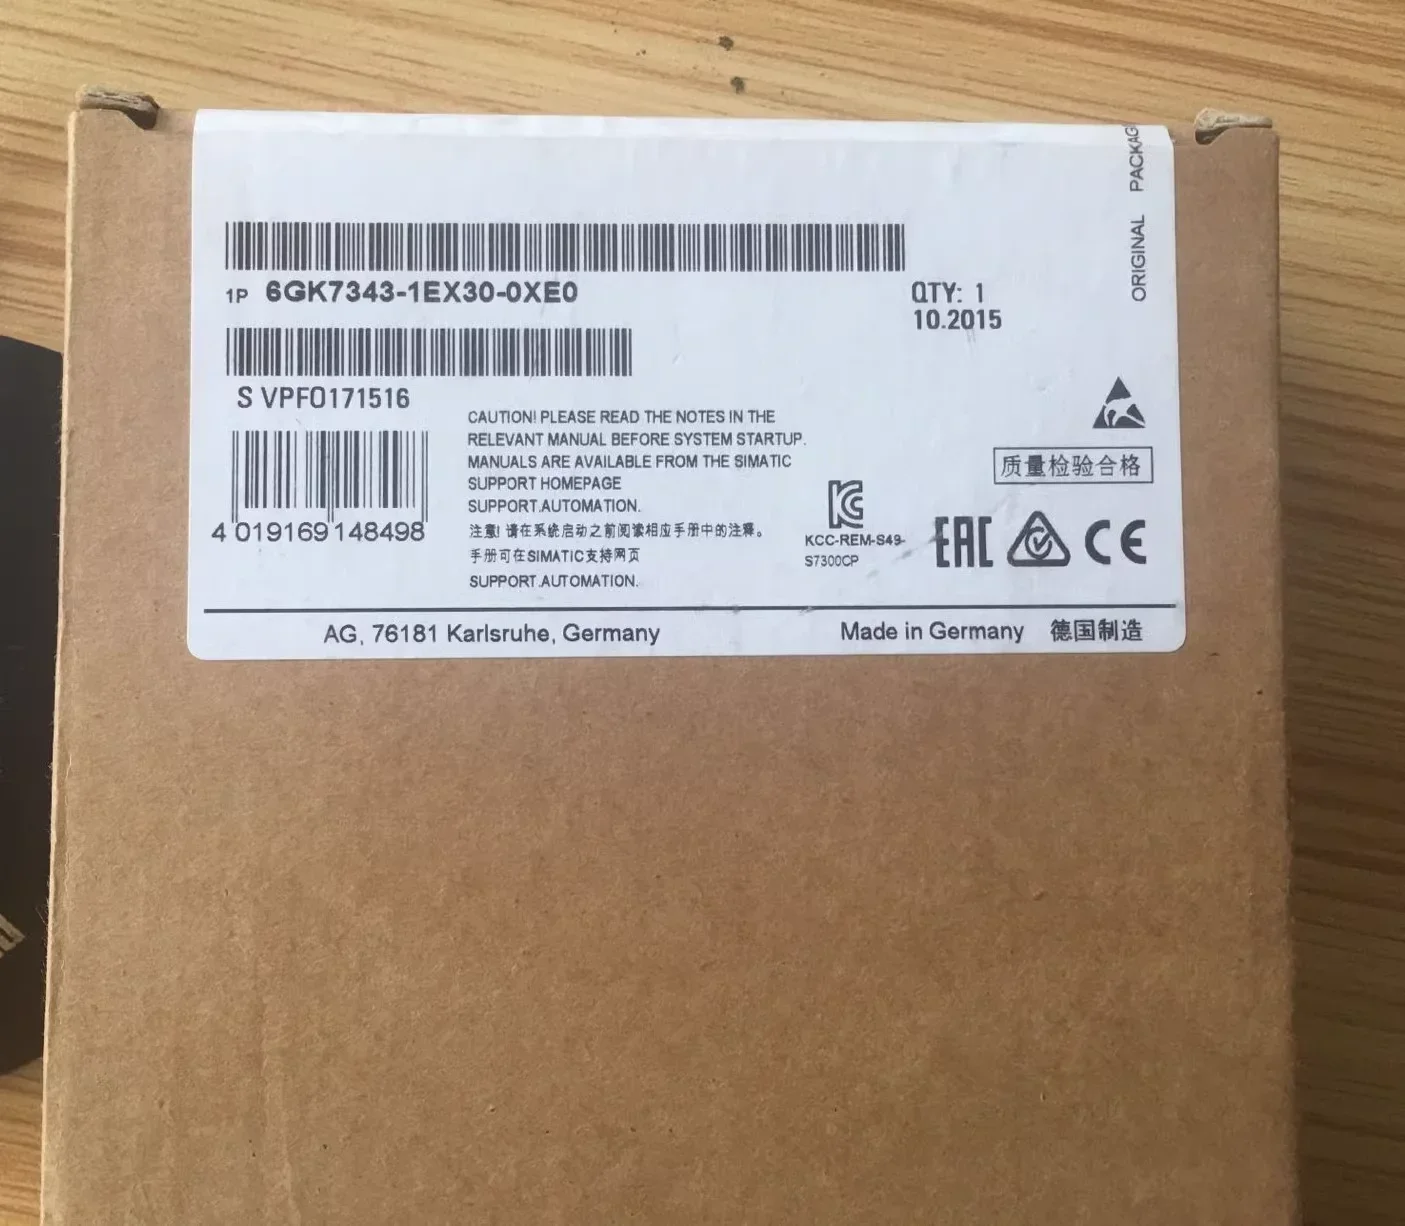 ORIGINAL PACKAG
1P 6GK7343-1EX30-0XE0
QTY: 1
10.2015
S VPF0171516
4 019169 148498
CAUTION! PLEASE READ THE NOTES IN THE
RELEVANT MANUAL BEFORE SYSTEM STARTUP.
MANUALS ARE AVAILABLE FROM THE SIMATIC
SUPPORT HOMEPAGE
SUPPORT.AUTOMATION.
注意! 请在系统启动之前阅读相应手册中的注释。
手册可在SIMATIC支持网页
SUPPORT.AUTOMATION.
质量检验合格
KCC-REM-S49-
S7300CP
EAC
CE
AG, 76181 Karlsruhe, Germany
Made in Germany 德国制造